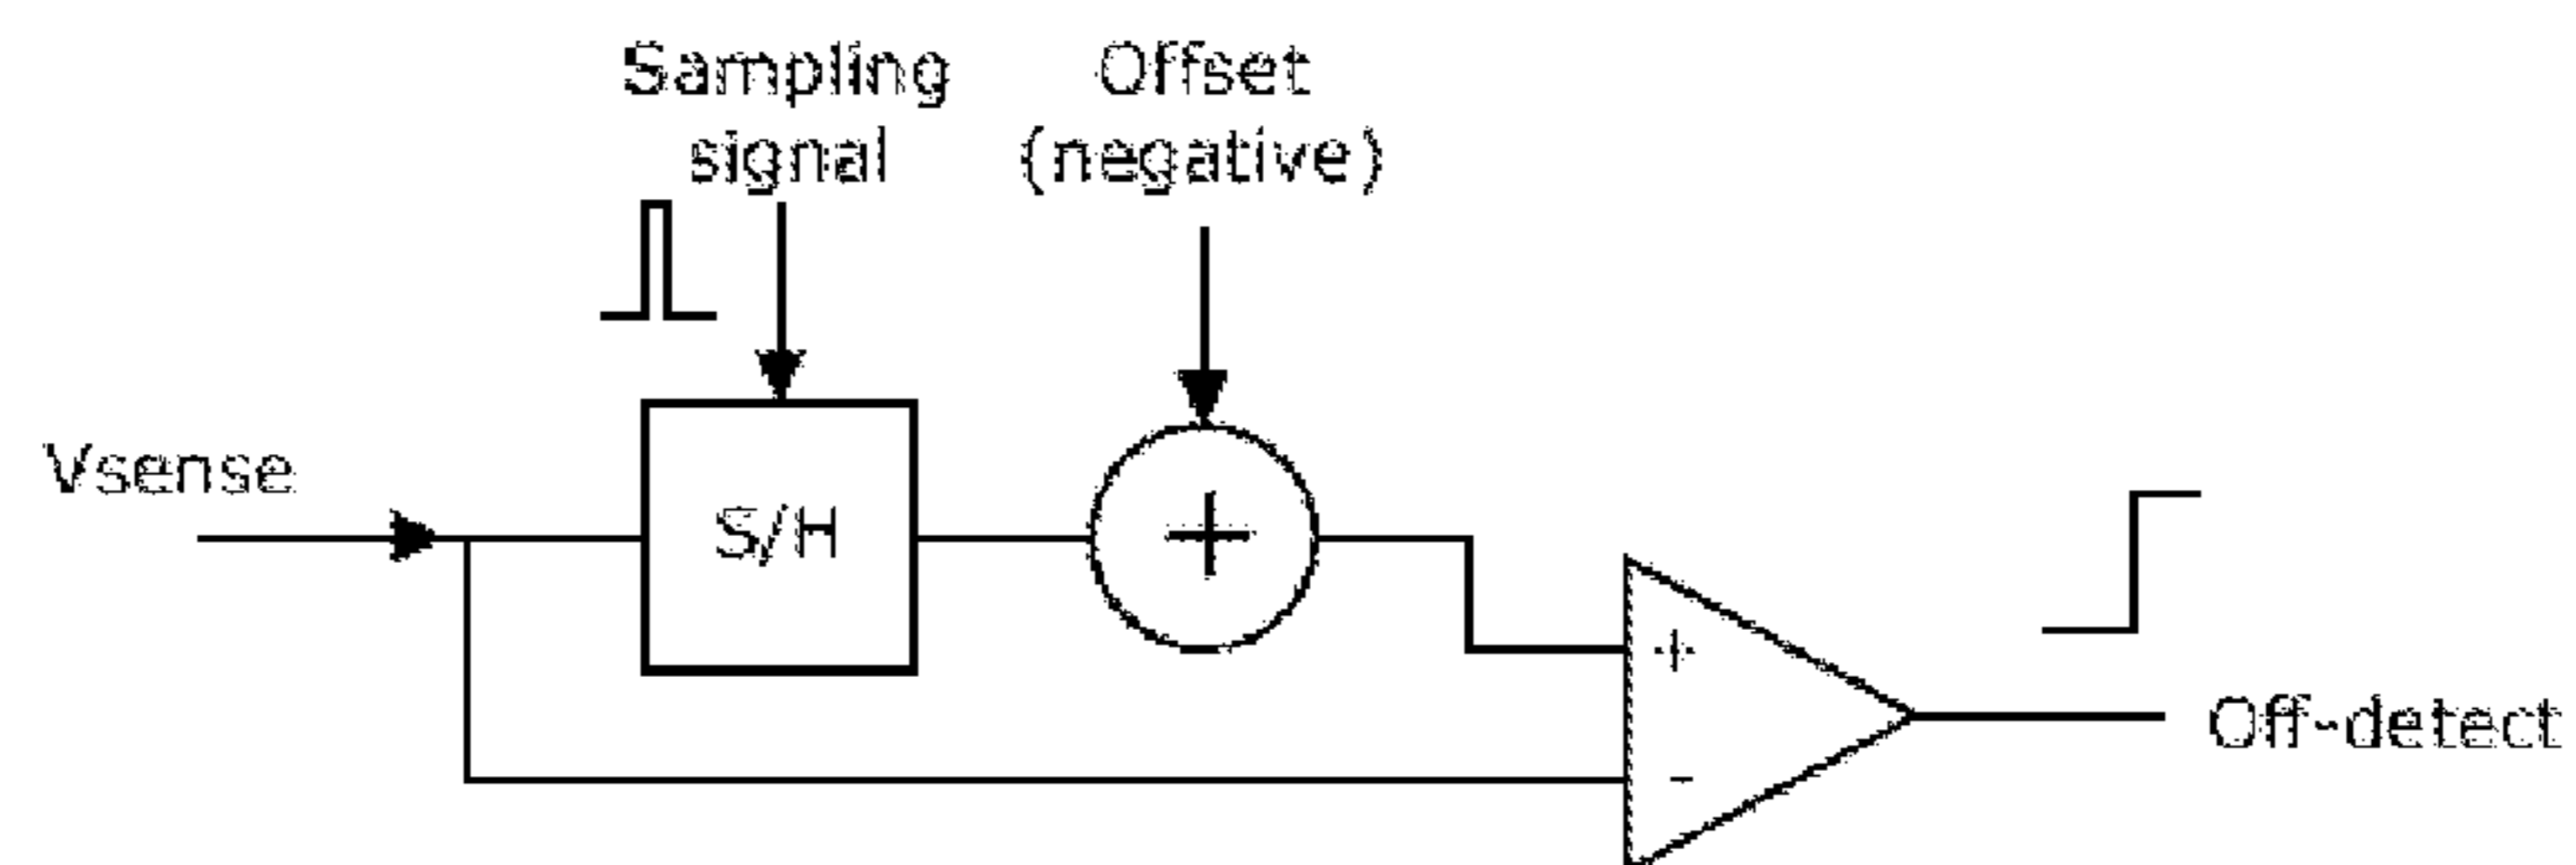 Sampling
signal
Offset
(negative)
Vsense
S/H
+
+
-
Off-detect